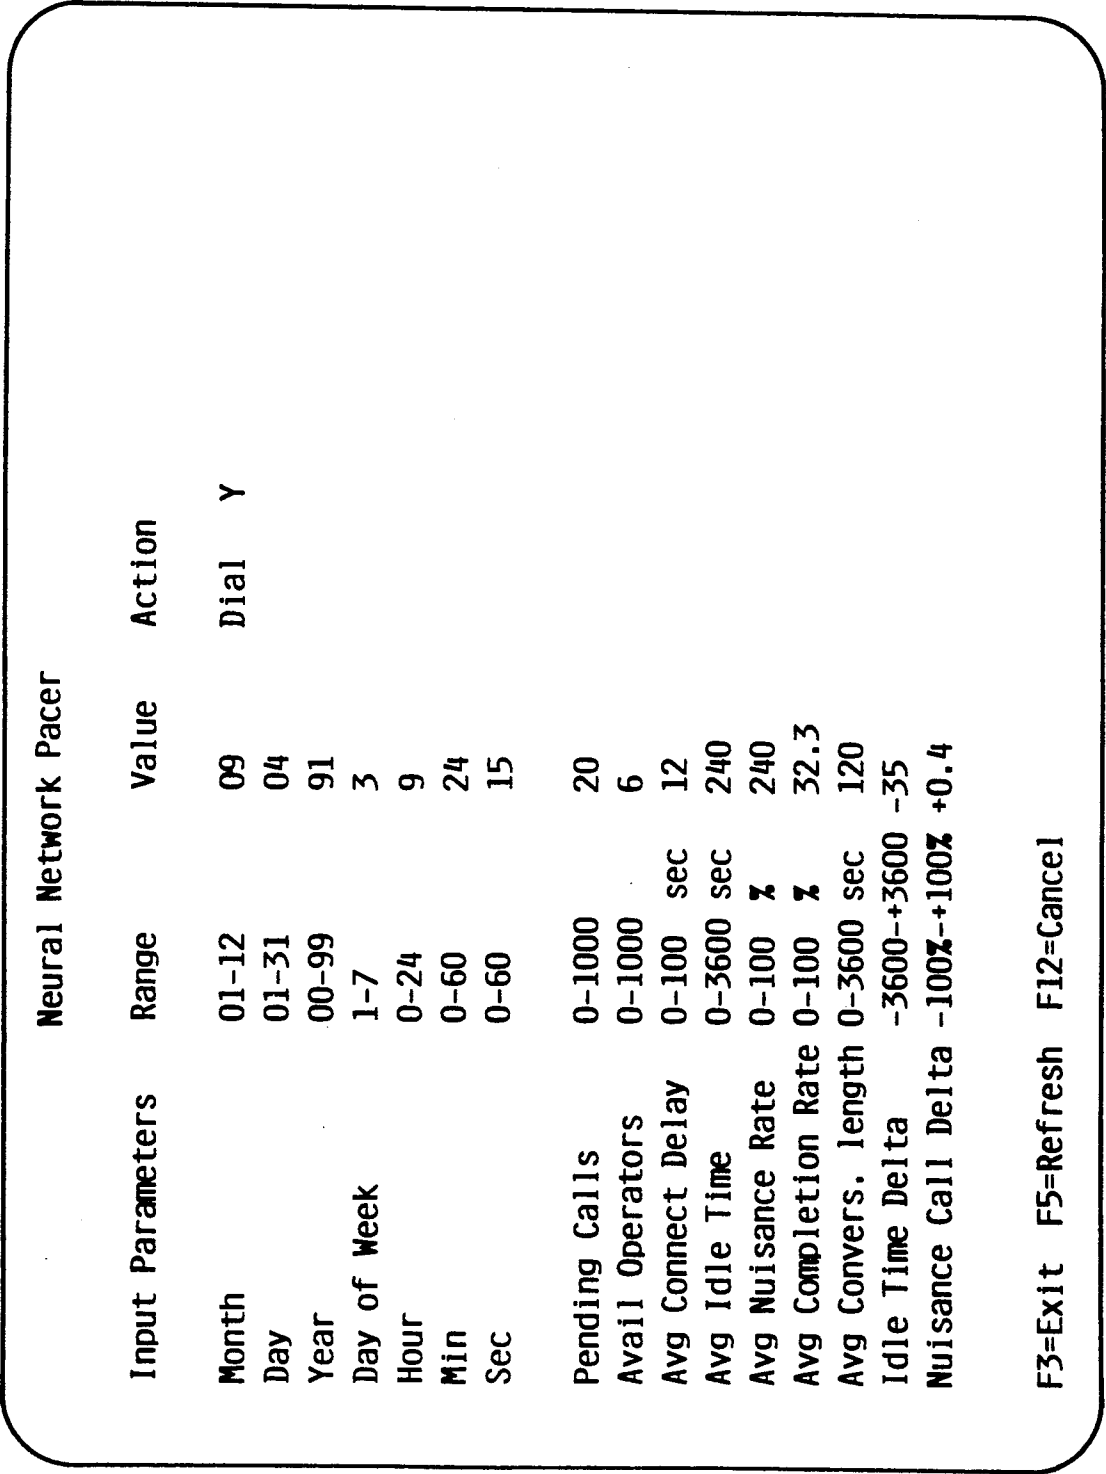 Neural Network Pacer
Input Parameters Range Value Action
Month 01-12 09 Dial Y
Day 01-31 04
Year 00-99 91
Day of Week 1-7 3
Hour 0-24 9
Min 0-60 24
Sec 0-60 15
Pending Calls 0-1000 20
Avail Operators 0-1000 6
Avg Connect Delay 0-100 sec 12
Avg Idle Time 0-3600 sec 240
Avg Nuisance Rate 0-100 % 240
Avg Completion Rate 0-100 % 32.3
Avg Convers. length 0-3600 sec 120
Idle Time Delta -3600-+3600 -35
Nuisance Call Delta -100%-+100% +0.4
F3=Exit F5=Refresh F12=Cancel